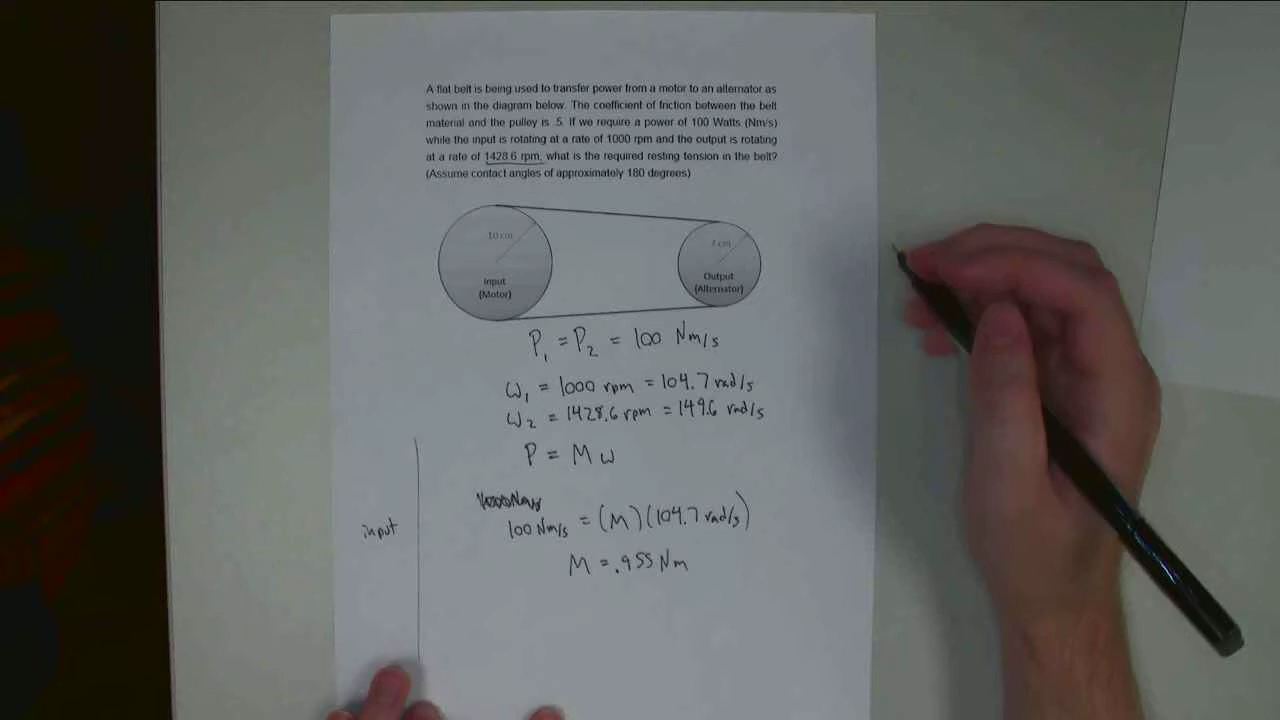 A flat belt is being used to transfer power from a motor to an alternator as
shown in the diagram below. The coefficient of friction between the belt
material and the pulley is .5. If we require a power of 100 Watts (Nm/s)
while the input is rotating at a rate of 1000 rpm and the output is rotating
at a rate of 1428.6 rpm, what is the required resting tension in the belt?
(Assume contact angles of approximately 180 degrees)
10 cm
7 cm
Input
(Motor)
Output
(Alternator)
P₁ = P₂ = 100 Nm/s
ω₁ = 1000 rpm = 104.7 rad/s
ω₂ = 1428.6 rpm = 149.6 rad/s
P = M ω
input
100 Nm/s = (M)(104.7 rad/s)
M = .955 Nm